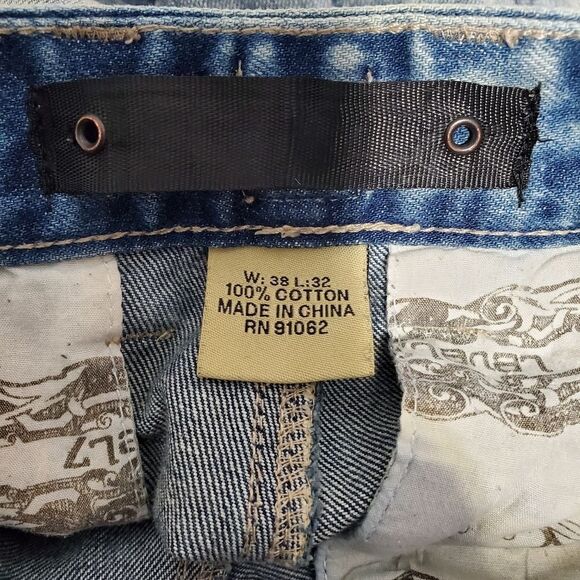 W: 38 L:32
100% COTTON
MADE IN CHINA
RN 91062